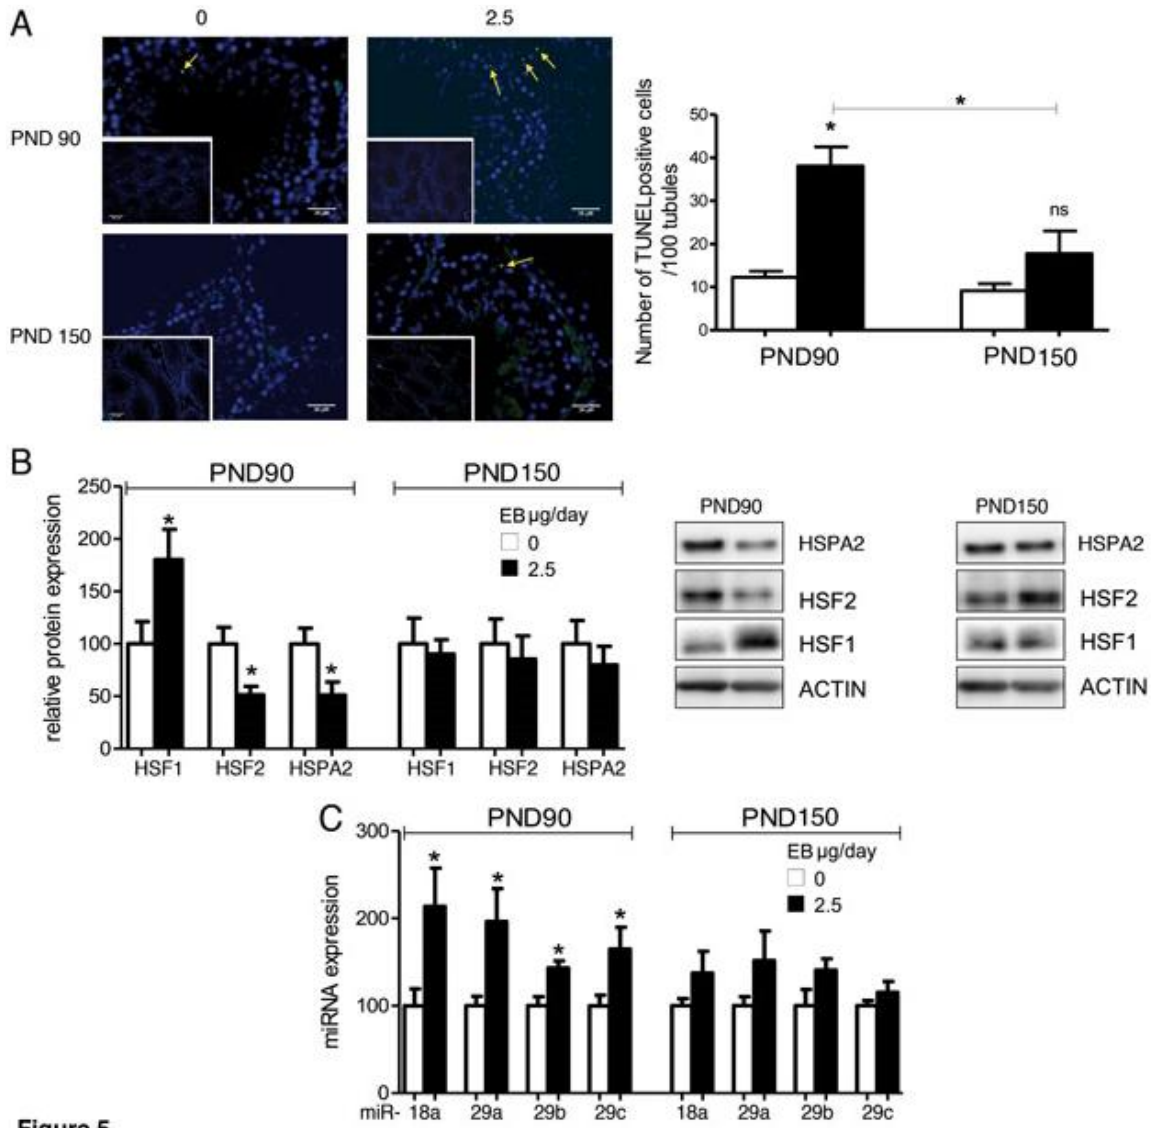 A
0 2.5
PND 90
PND 150
Number of TUNELpositive cells
/100 tubules
50
40
30
20
10
0
*
*
ns
PND90 PND150
B
PND90 PND150
relative protein expression
250
200
150
100
50
0
* * *
EB µg/day
0
2.5
HSF1 HSF2 HSPA2 HSF1 HSF2 HSPA2
PND90
HSPA2
HSF2
HSF1
ACTIN
PND150
HSPA2
HSF2
HSF1
ACTIN
C
PND90 PND150
miRNA expression
300
200
100
0
* * * *
EB µg/day
0
2.5
miR- 18a 29a 29b 29c 18a 29a 29b 29c
Figure 5